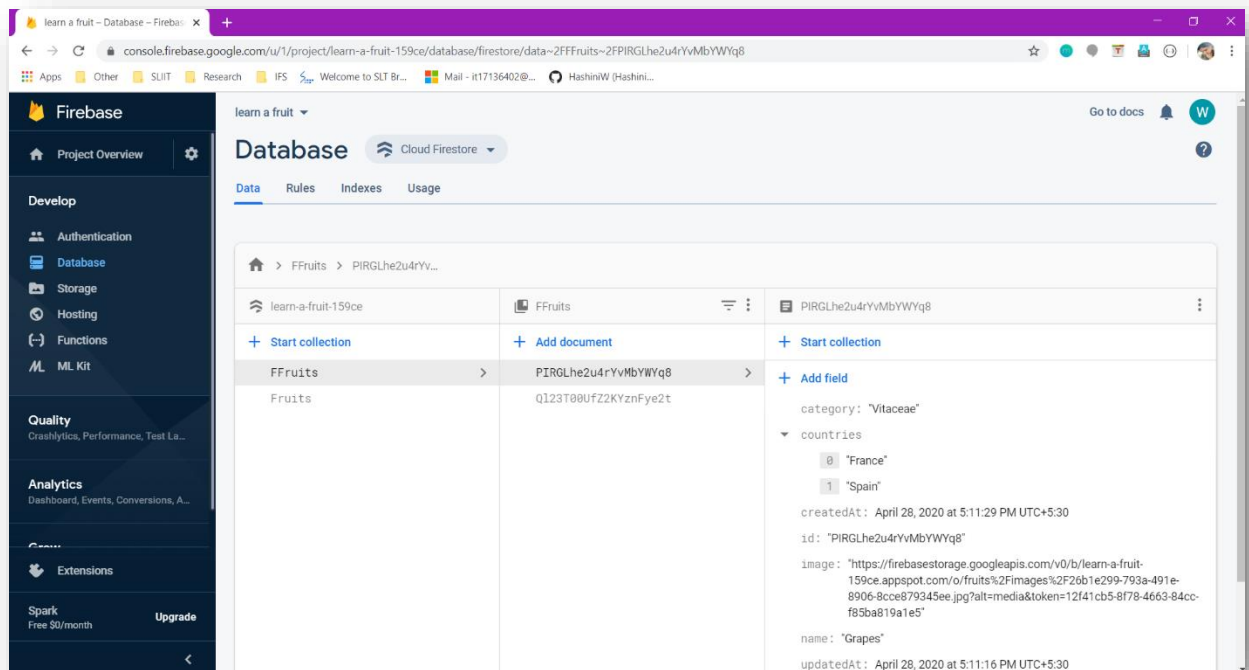 learn a fruit – Database – Firebas
console.firebase.google.com/u/1/project/learn-a-fruit-159ce/database/firestore/data~2FFFruits~2FPIRGLhe2u4rYvMbYWYq8
Apps Other SLIIT Research IFS Welcome to SLT Br... Mail - it17136402@... HashiniW (Hashini...
Firebase
learn a fruit
Go to docs
W
Project Overview
Database
Cloud Firestore
Data Rules Indexes Usage
Develop
Authentication
Database
Storage
Hosting
Functions
ML Kit
Quality
Crashlytics, Performance, Test La...
Analytics
Dashboard, Events, Conversions, A...
Extensions
Spark
Free $0/month
Upgrade
FFruits > PIRGLhe2u4rYv...
learn-a-fruit-159ce
+ Start collection
FFruits
Fruits
FFruits
+ Add document
PIRGLhe2u4rYvMbYWYq8
Ql23T00UfZ2KYznFye2t
PIRGLhe2u4rYvMbYWYq8
+ Start collection
+ Add field
category: "Vitaceae"
countries
0 "France"
1 "Spain"
createdAt: April 28, 2020 at 5:11:29 PM UTC+5:30
id: "PIRGLhe2u4rYvMbYWYq8"
image: "https://firebasestorage.googleapis.com/v0/b/learn-a-fruit-
159ce.appspot.com/o/fruits%2Fimages%2F26b1e299-793a-491e-
8906-8cce879345ee.jpg?alt=media&token=12f41cb5-8f78-4663-84cc-
f85ba819a1e5"
name: "Grapes"
updatedAt: April 28, 2020 at 5:11:16 PM UTC+5:30